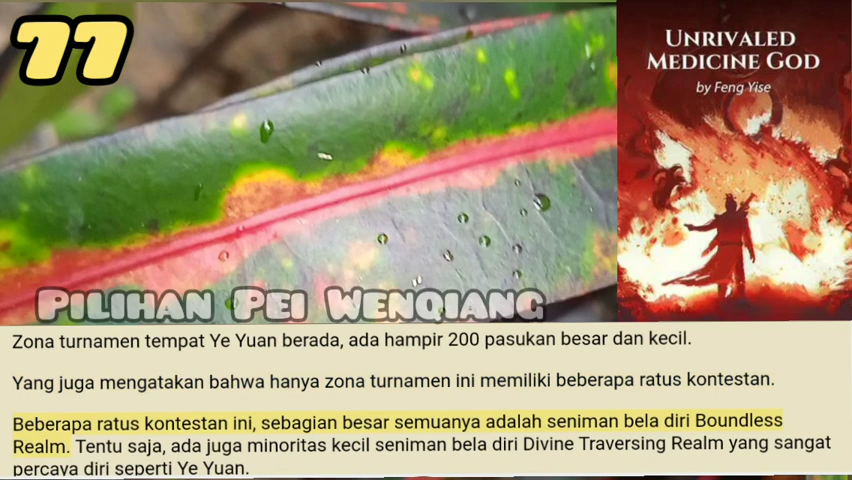 77
UNRIVALED
MEDICINE GOD
by Feng Yise
PILIHAN PEI WENQIANG
Zona turnamen tempat Ye Yuan berada, ada hampir 200 pasukan besar dan kecil.
Yang juga mengatakan bahwa hanya zona turnamen ini memiliki beberapa ratus kontestan.
Beberapa ratus kontestan ini, sebagian besar semuanya adalah seniman bela diri Boundless
Realm. Tentu saja, ada juga minoritas kecil seniman bela diri Divine Traversing Realm yang sangat
percaya diri seperti Ye Yuan.